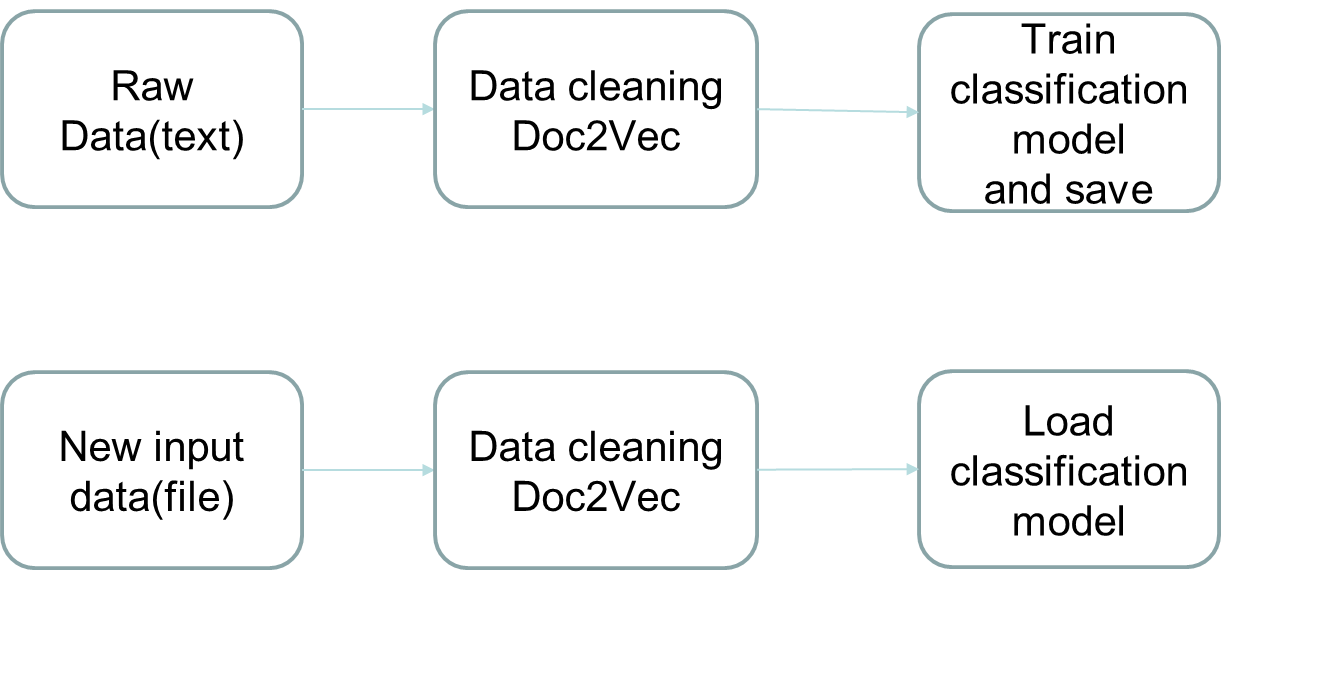 Raw
Data(text)
Data cleaning
Doc2Vec
Train
classification
model
and save
New input
data(file)
Data cleaning
Doc2Vec
Load
classification
model